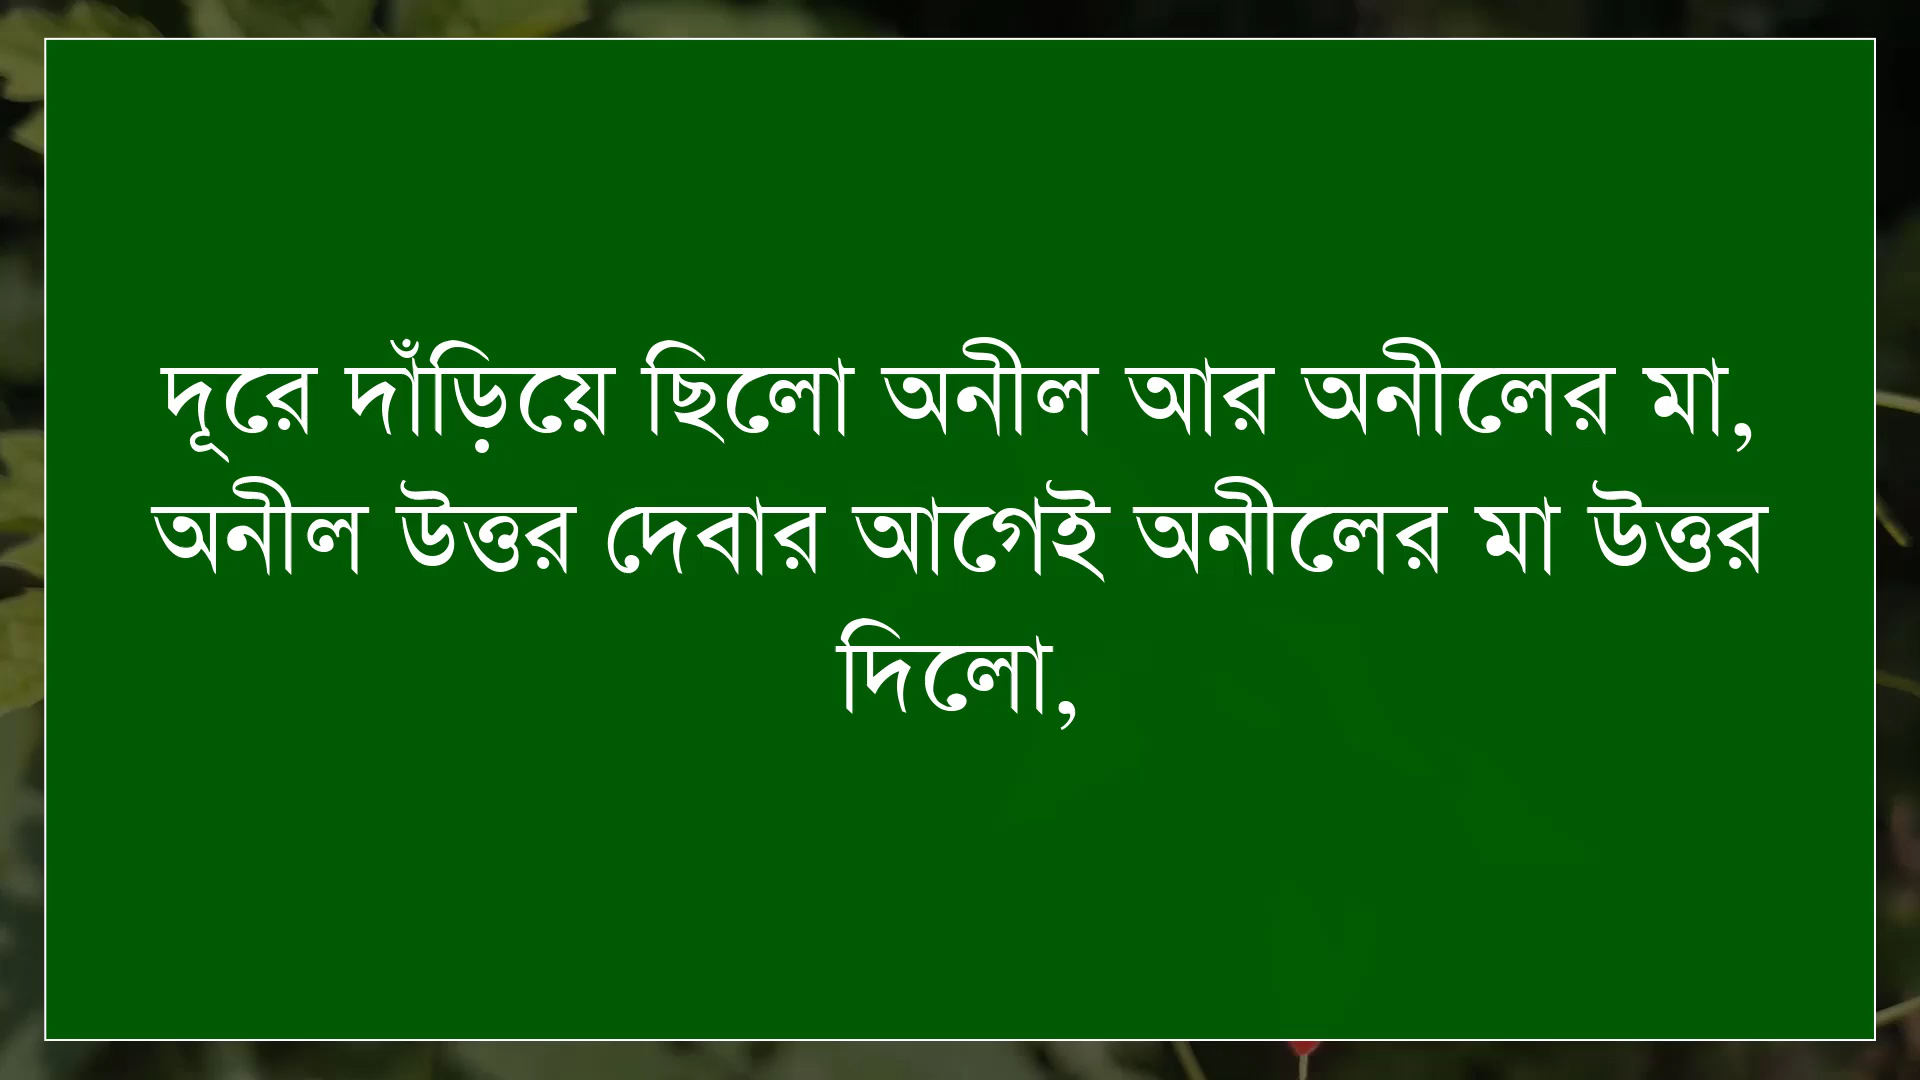 দূরে দাঁড়িয়ে ছিলো অনীল আর অনীলের মা,
অনীল উত্তর দেবার আগেই অনীলের মা উত্তর
দিলো,